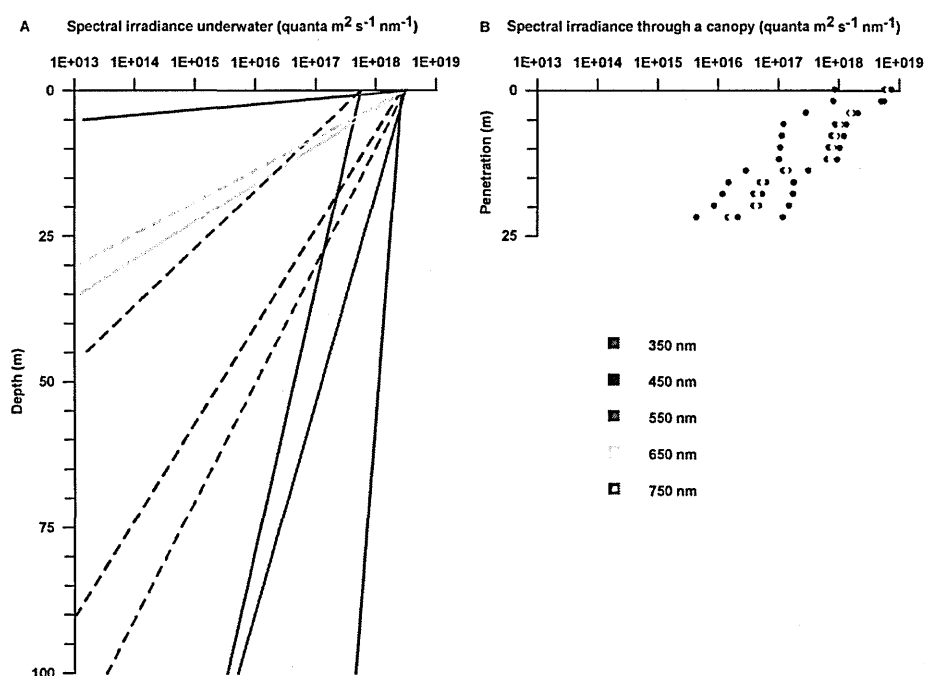 A Spectral irradiance underwater (quanta m2 s-1 nm-1)
1E+013 1E+014 1E+015 1E+016 1E+017 1E+018 1E+019
0
25
50
75
100
Depth (m)
B Spectral irradiance through a canopy (quanta m2 s-1 nm-1)
1E+013 1E+014 1E+015 1E+016 1E+017 1E+018 1E+019
0
25
Penetration (m)
350 nm
450 nm
550 nm
650 nm
750 nm